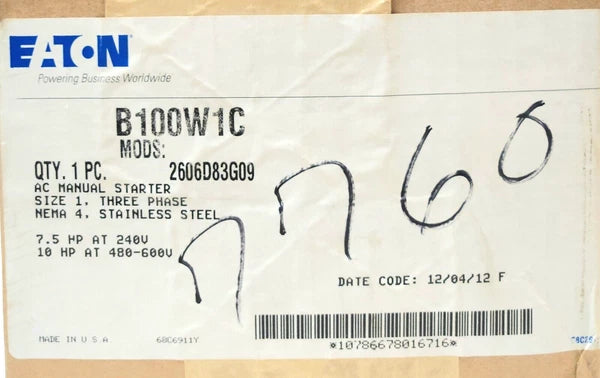 EATON
Powering Business Worldwide
B100W1C
MODS:
QTY. 1 PC. 2606D83G09
AC MANUAL STARTER
SIZE 1, THREE PHASE
NEMA 4, STAINLESS STEEL
7.5 HP AT 240V
10 HP AT 480-600V
7760
DATE CODE: 12/04/12 F
MADE IN U S A 68C6911Y
*10786678016716*